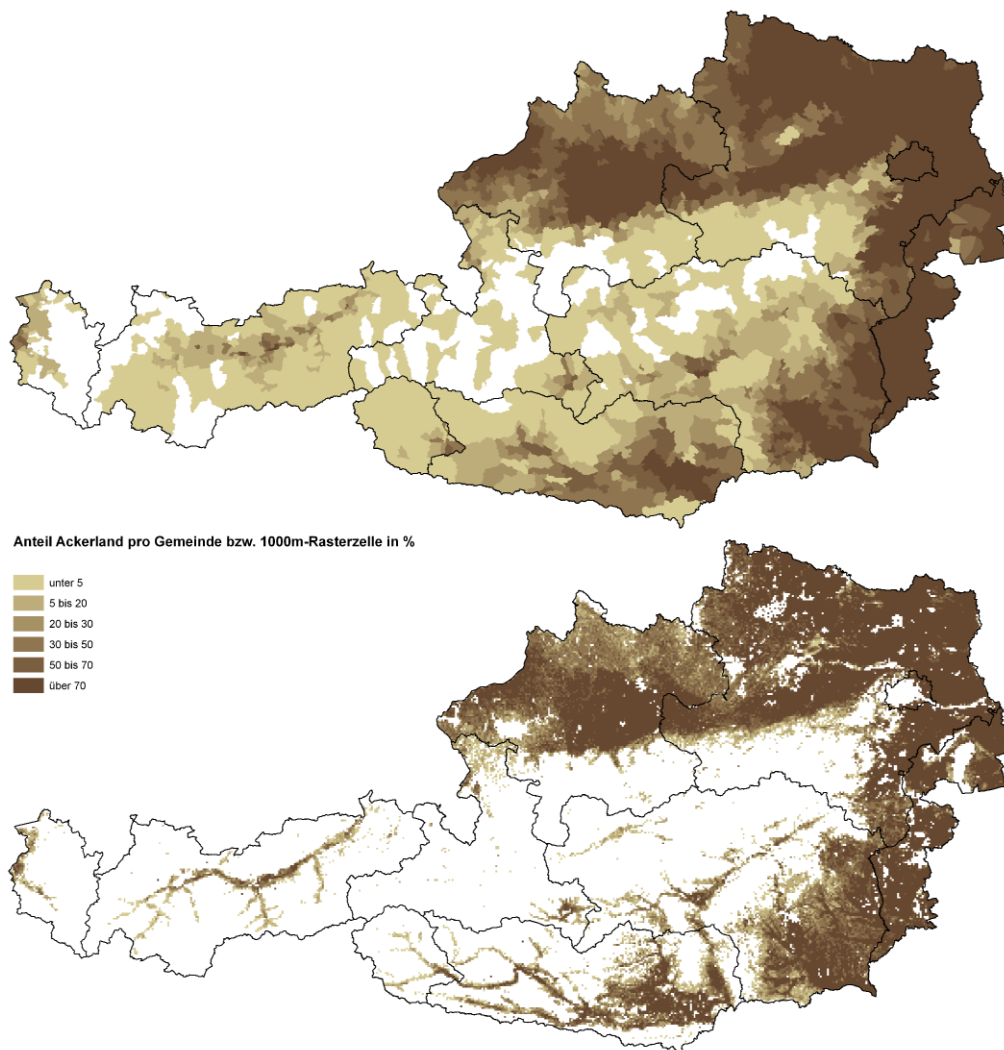 Anteil Ackerland pro Gemeinde bzw. 1000m-Rasterzelle in %
unter 5
5 bis 20
20 bis 30
30 bis 50
50 bis 70
über 70